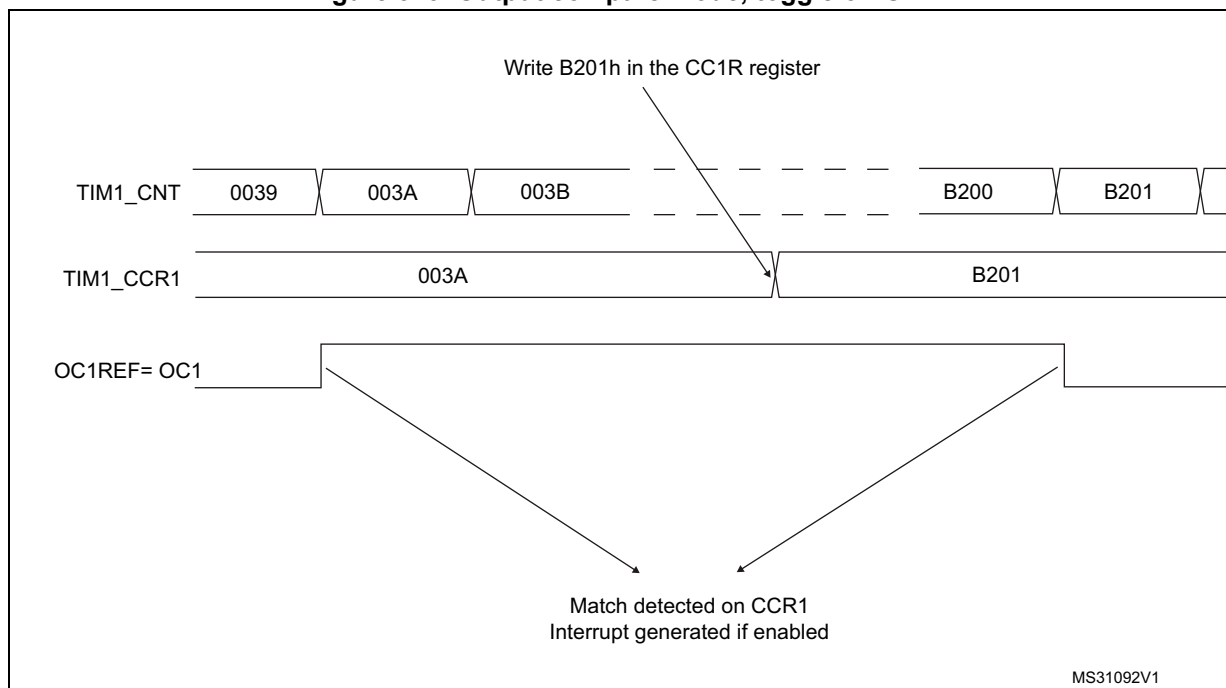 Write B201h in the CC1R register
TIM1_CNT 0039 003A 003B B200 B201
TIM1_CCR1 003A B201
OC1REF= OC1
Match detected on CCR1
Interrupt generated if enabled
MS31092V1